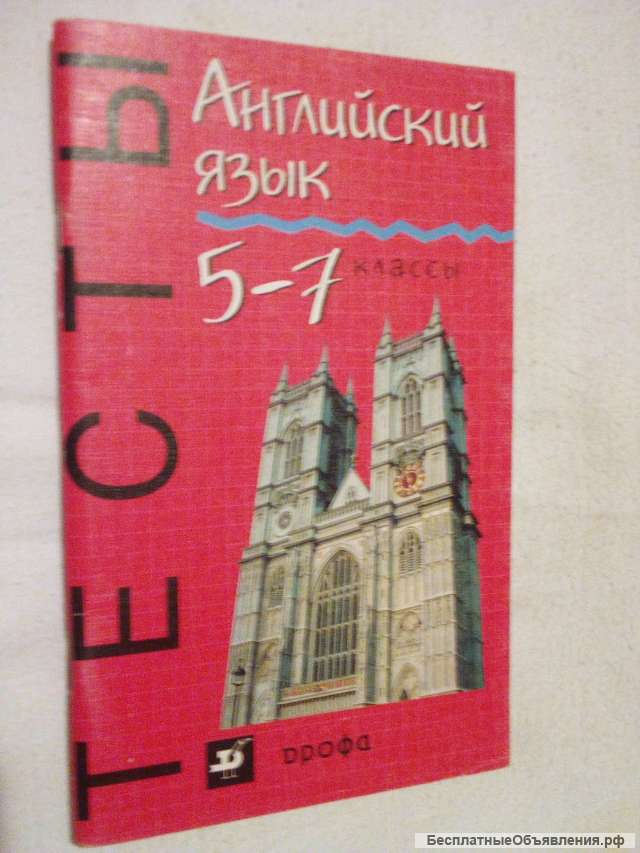 ТЕСТЫ
Английский
язык
5-7 классы
дрофа
БесплатныеОбъявления.рф